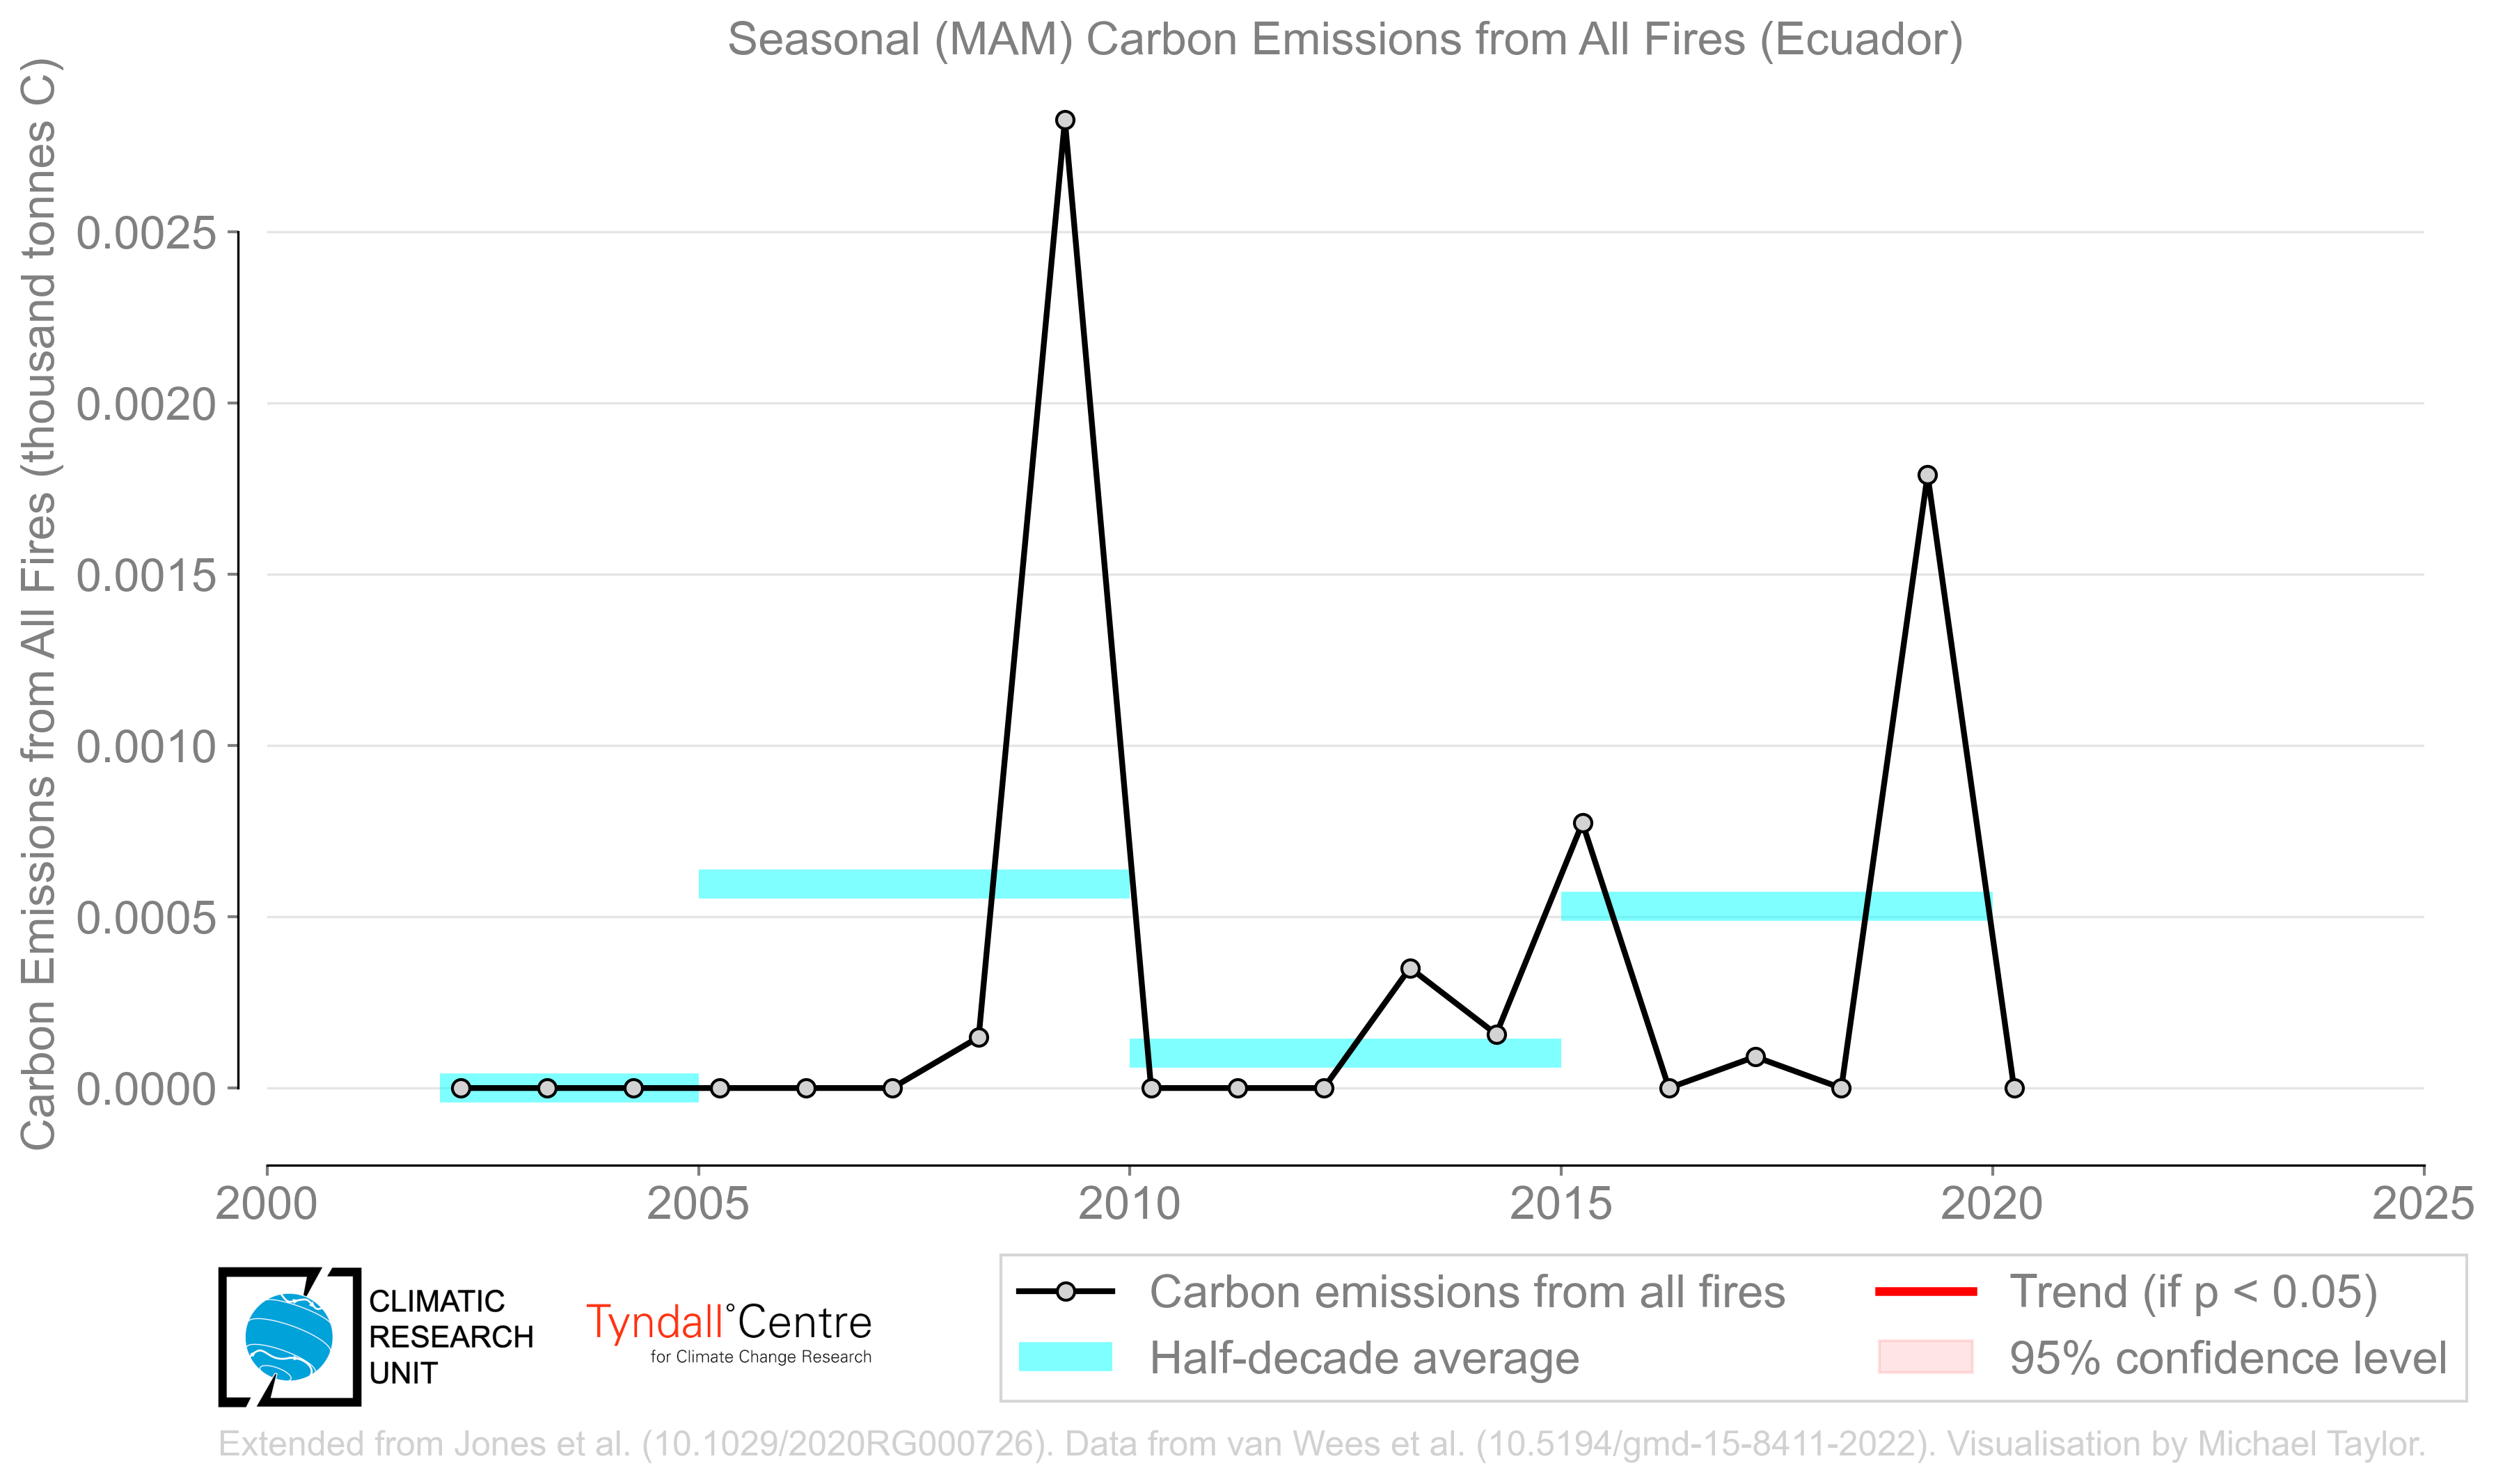 Seasonal (MAM) Carbon Emissions from All Fires (Ecuador)
Carbon Emissions from All Fires (thousand tonnes C)
0.0025
0.0020
0.0015
0.0010
0.0005
0.0000
2000 2005 2010 2015 2020 2025
CLIMATIC
RESEARCH
UNIT
Tyndall°Centre
for Climate Change Research
Carbon emissions from all fires
Half-decade average
Trend (if p < 0.05)
95% confidence level
Extended from Jones et al. (10.1029/2020RG000726). Data from van Wees et al. (10.5194/gmd-15-8411-2022). Visualisation by Michael Taylor.